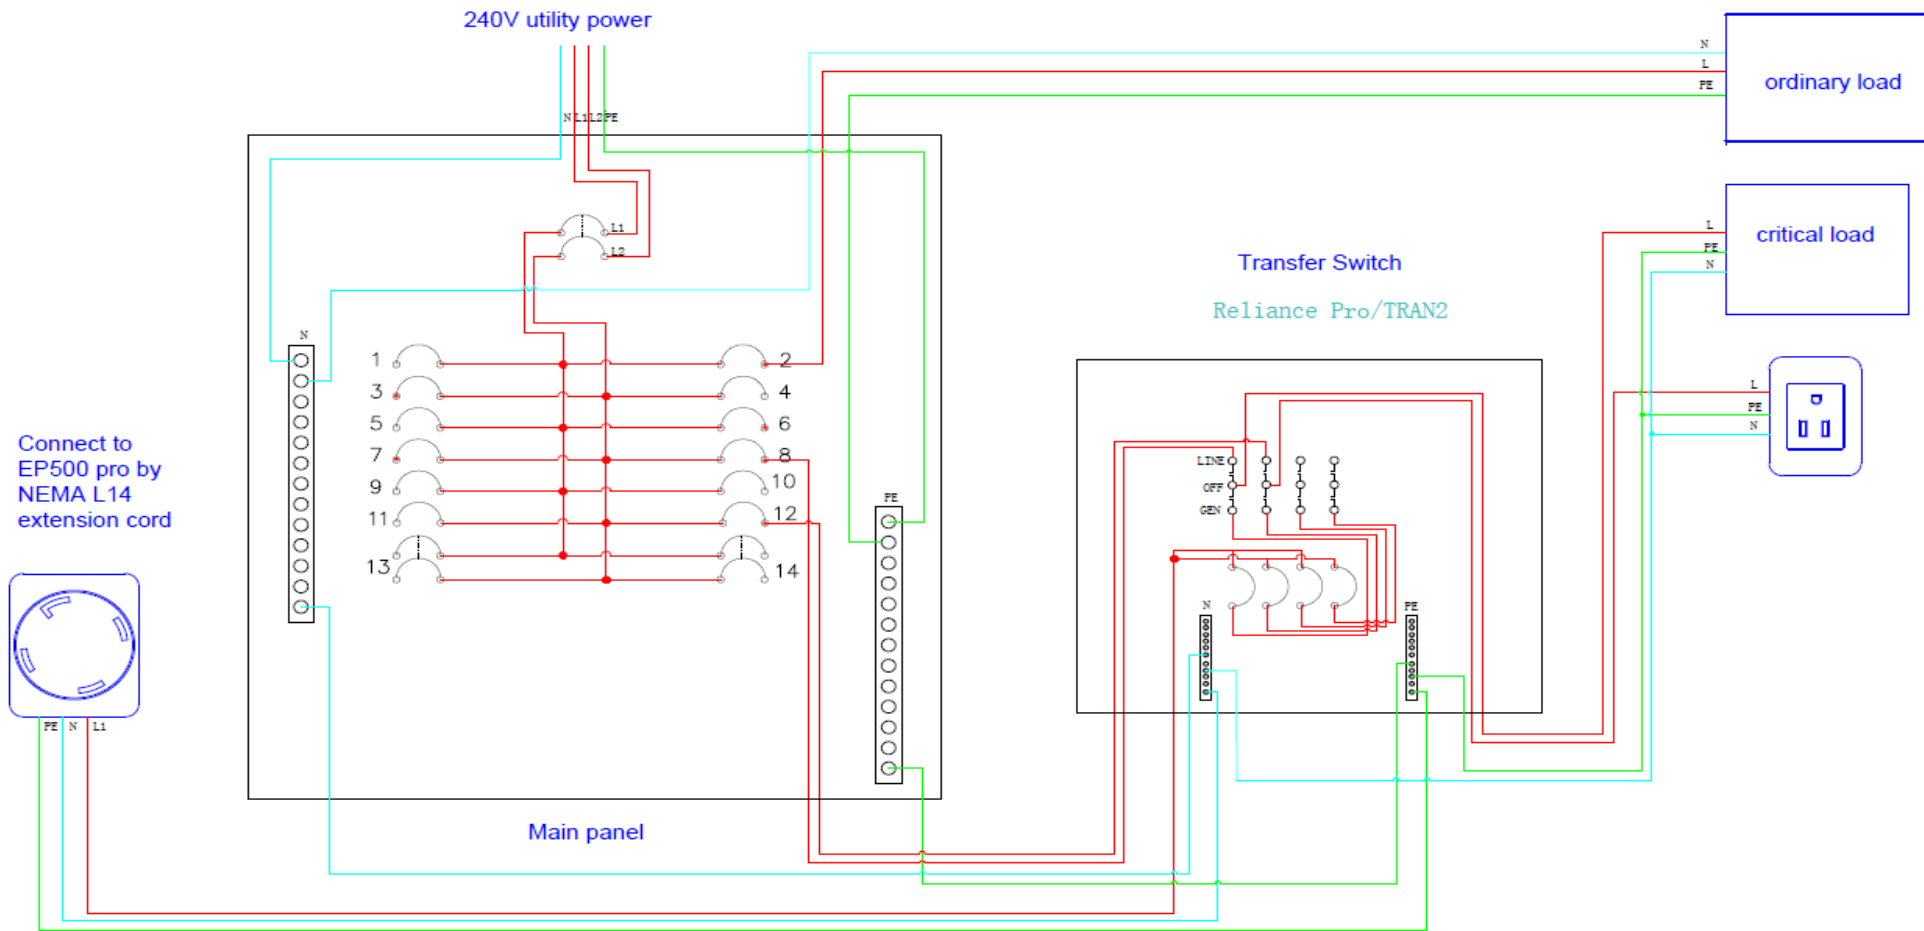 240V utility power
N
L
PE
ordinary load
N L1 L2 PE
L1
L2
L
PE
N
critical load
Transfer Switch
Reliance Pro/TRAN2
N
1
2
3
4
5
6
7
8
9
10
11
12
13
14
PE
L
PE
N
Connect to
EP500 pro by
NEMA L14
extension cord
LINE
OFF
GEN
N
PE
PE N L1
Main panel